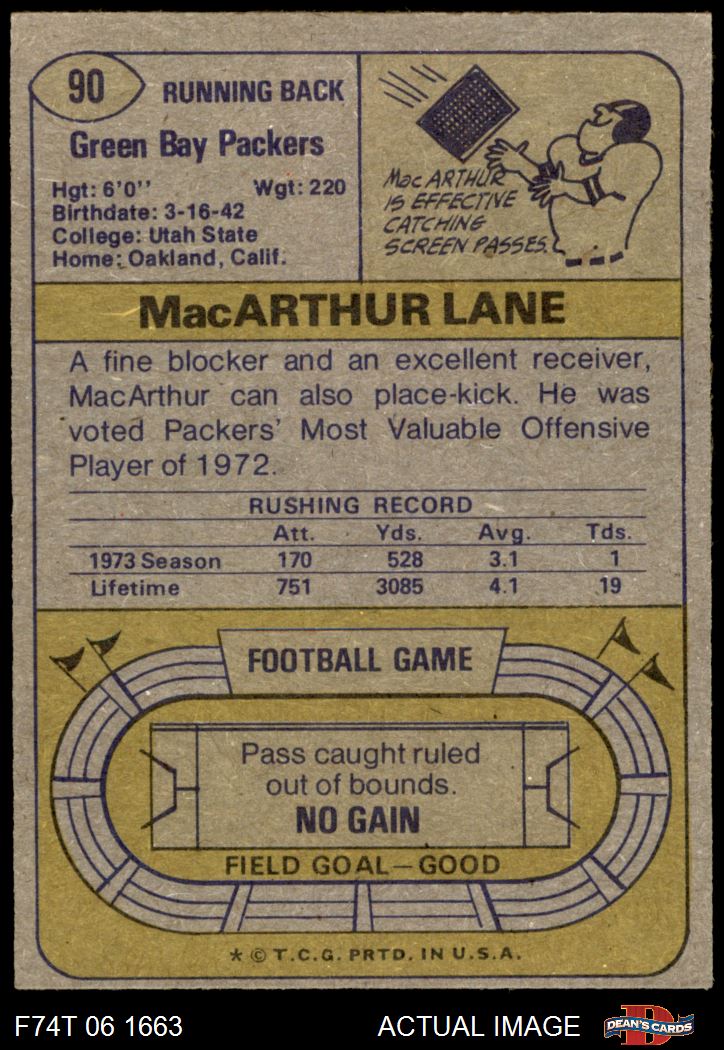 90
RUNNING BACK
Green Bay Packers
Hgt: 6'0'' Wgt: 220
Birthdate: 3-16-42
College: Utah State
Home: Oakland, Calif.
MacARTHUR
IS EFFECTIVE
CATCHING
SCREEN PASSES.
MacARTHUR LANE
A fine blocker and an excellent receiver,
MacArthur can also place-kick. He was
voted Packers' Most Valuable Offensive
Player of 1972.
RUSHING RECORD
Att. Yds. Avg. Tds.
1973 Season 170 528 3.1 1
Lifetime 751 3085 4.1 19
FOOTBALL GAME
Pass caught ruled
out of bounds.
NO GAIN
FIELD GOAL—GOOD
* © T.C.G. PRTD. IN U.S.A.
F74T 06 1663 ACTUAL IMAGE
D
DEAN'S CARDS